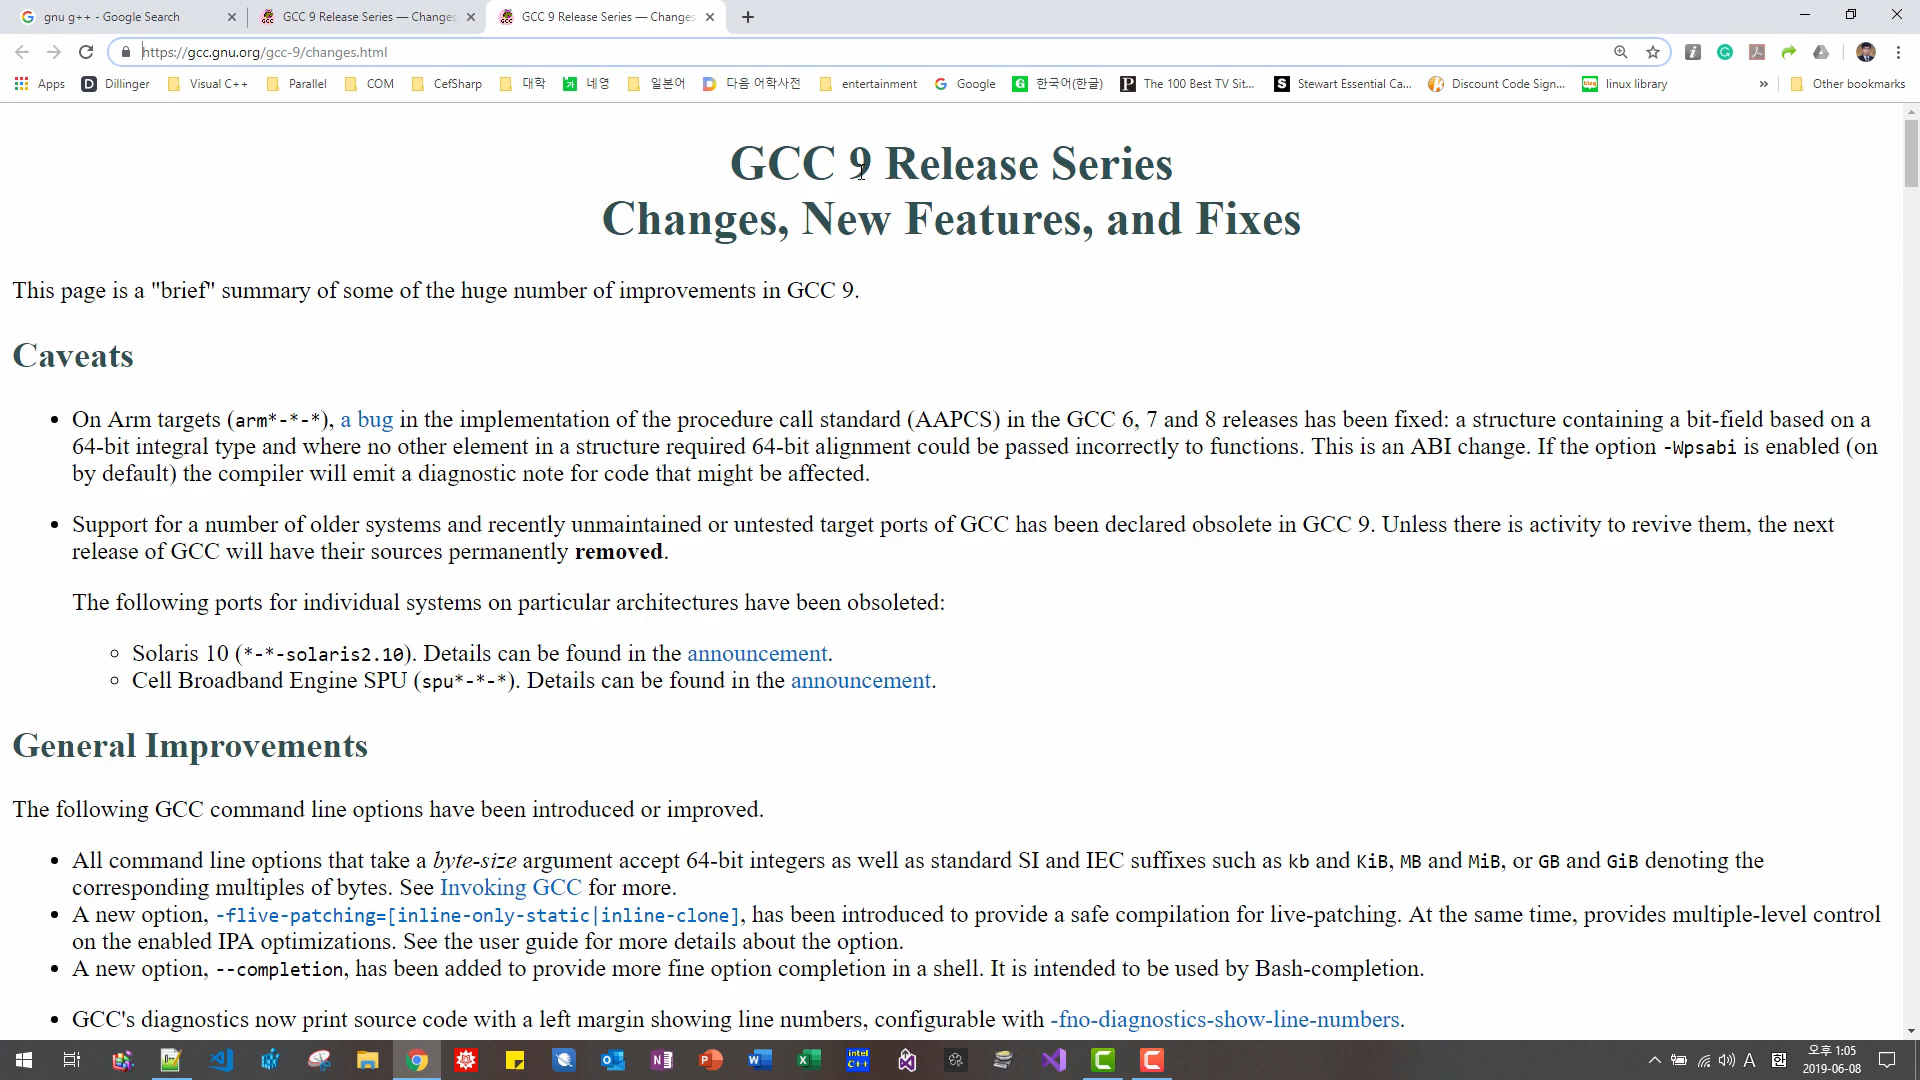 gnu g++ - Google Search
GCC 9 Release Series — Changes
GCC 9 Release Series — Changes
https://gcc.gnu.org/gcc-9/changes.html
Apps
Dillinger
Visual C++
Parallel
COM
CefSharp
대학
네영
일본어
다음 어학사전
entertainment
Google
한국어(한글)
The 100 Best TV Sit...
Stewart Essential Ca...
Discount Code Sign...
linux library
»
Other bookmarks
GCC 9 Release Series
Changes, New Features, and Fixes
This page is a "brief" summary of some of the huge number of improvements in GCC 9.
Caveats
• On Arm targets (arm*-*-*), a bug in the implementation of the procedure call standard (AAPCS) in the GCC 6, 7 and 8 releases has been fixed: a structure containing a bit-field based on a
64-bit integral type and where no other element in a structure required 64-bit alignment could be passed incorrectly to functions. This is an ABI change. If the option -Wpsabi is enabled (on
by default) the compiler will emit a diagnostic note for code that might be affected.
• Support for a number of older systems and recently unmaintained or untested target ports of GCC has been declared obsolete in GCC 9. Unless there is activity to revive them, the next
release of GCC will have their sources permanently removed.
The following ports for individual systems on particular architectures have been obsoleted:
◦ Solaris 10 (*-*-solaris2.10). Details can be found in the announcement.
◦ Cell Broadband Engine SPU (spu*-*-*). Details can be found in the announcement.
General Improvements
The following GCC command line options have been introduced or improved.
• All command line options that take a byte-size argument accept 64-bit integers as well as standard SI and IEC suffixes such as kb and KiB, MB and MiB, or GB and GiB denoting the
corresponding multiples of bytes. See Invoking GCC for more.
• A new option, -flive-patching=[inline-only-static|inline-clone], has been introduced to provide a safe compilation for live-patching. At the same time, provides multiple-level control
on the enabled IPA optimizations. See the user guide for more details about the option.
• A new option, --completion, has been added to provide more fine option completion in a shell. It is intended to be used by Bash-completion.
• GCC's diagnostics now print source code with a left margin showing line numbers, configurable with -fno-diagnostics-show-line-numbers.
intel C++
A
오후 1:05
2019-06-08